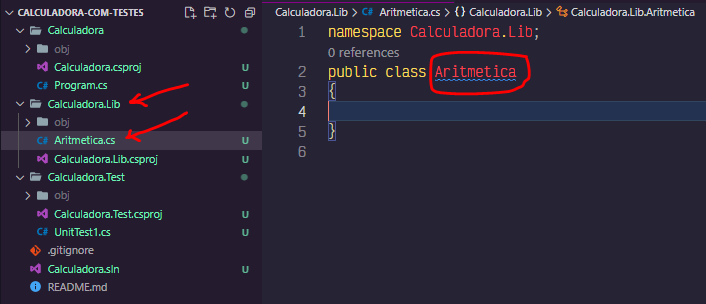 CALCULADORA-COM-TESTES
Calculadora
obj
Calculadora.csproj U
C# Program.cs U
Calculadora.Lib
obj
C# Aritmetica.cs U
Calculadora.Lib.csproj U
Calculadora.Test
obj
Calculadora.Test.csproj U
C# UnitTest1.cs U
.gitignore
Calculadora.sln U
README.md
Calculadora.Lib > C# Aritmetica.cs > {} Calculadora.Lib > Calculadora.Lib.Aritmetica
1 namespace Calculadora.Lib;
0 references
2 public class Aritmetica
3 {
4
5 }
6